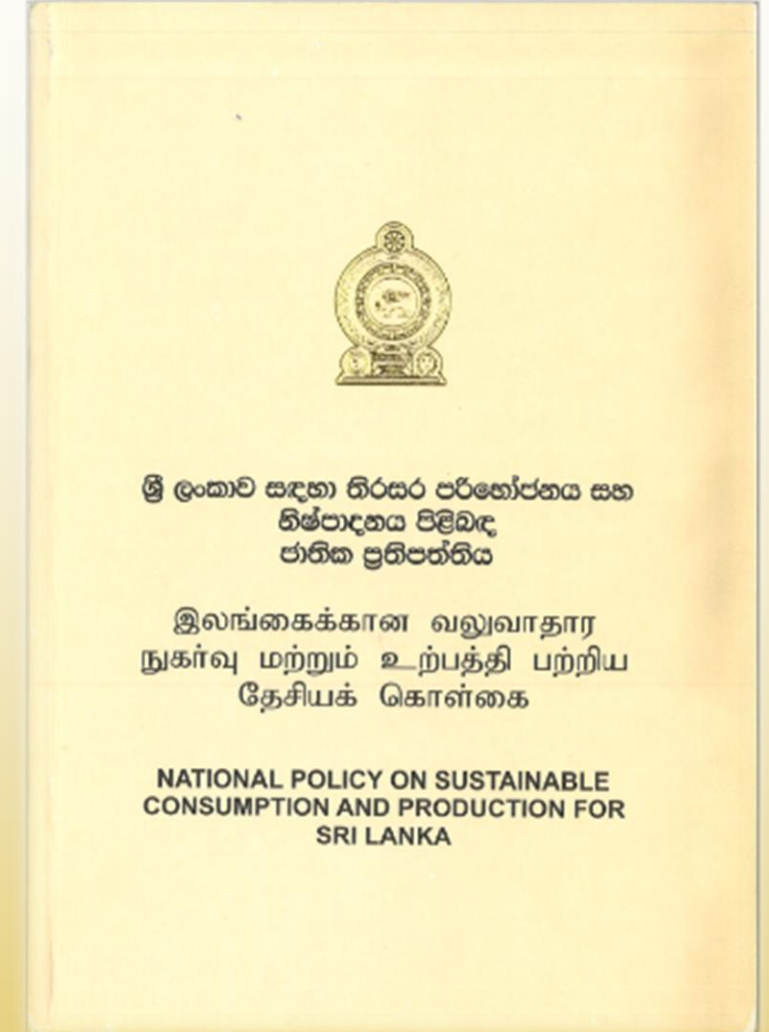 ශ්‍රී ලංකාව සඳහා තිරසර පරිභෝජනය සහ
නිෂ්පාදනය පිළිබඳ
ජාතික ප්‍රතිපත්තිය
இலங்கைக்கான வலுவாதார
நுகர்வு மற்றும் உற்பத்தி பற்றிய
தேசியக் கொள்கை
NATIONAL POLICY ON SUSTAINABLE
CONSUMPTION AND PRODUCTION FOR
SRI LANKA